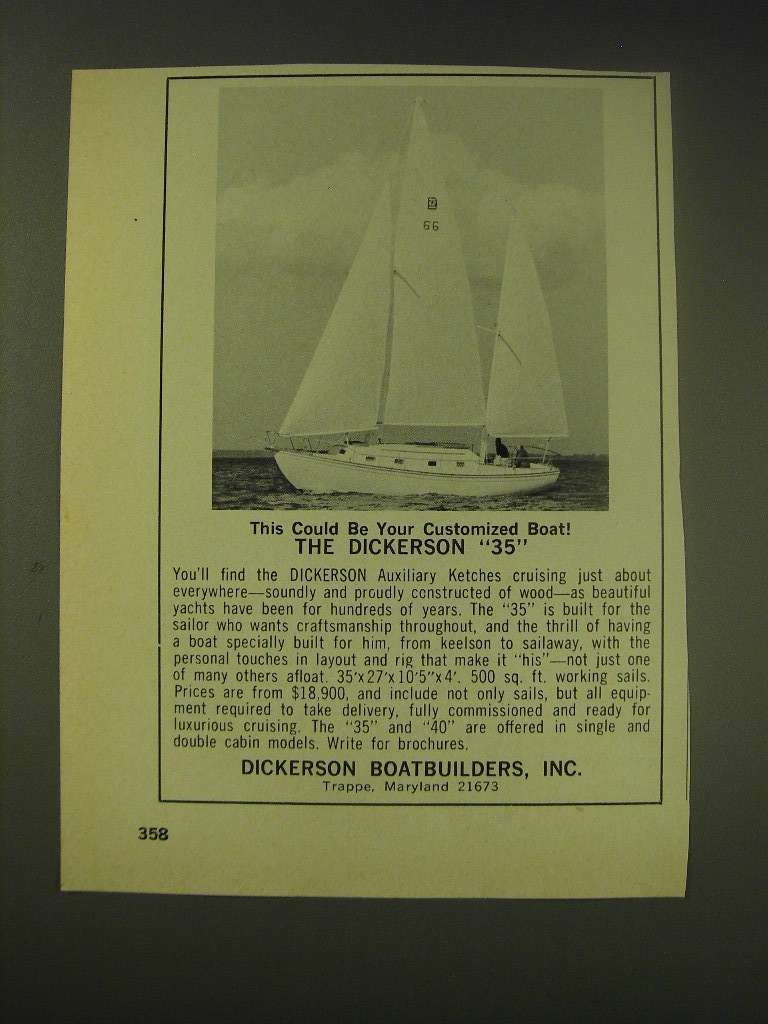 66
This Could Be Your Customized Boat!
THE DICKERSON "35"
You'll find the DICKERSON Auxiliary Ketches cruising just about
everywhere—soundly and proudly constructed of wood—as beautiful
yachts have been for hundreds of years. The "35" is built for the
sailor who wants craftsmanship throughout, and the thrill of having
a boat specially built for him, from keelson to sailaway, with the
personal touches in layout and rig that make it "his"—not just one
of many others afloat. 35'x27'x10'5"x4'. 500 sq. ft. working sails.
Prices are from $18,900, and include not only sails, but all equip-
ment required to take delivery, fully commissioned and ready for
luxurious cruising. The "35" and "40" are offered in single and
double cabin models. Write for brochures.
DICKERSON BOATBUILDERS, INC.
Trappe, Maryland 21673
358